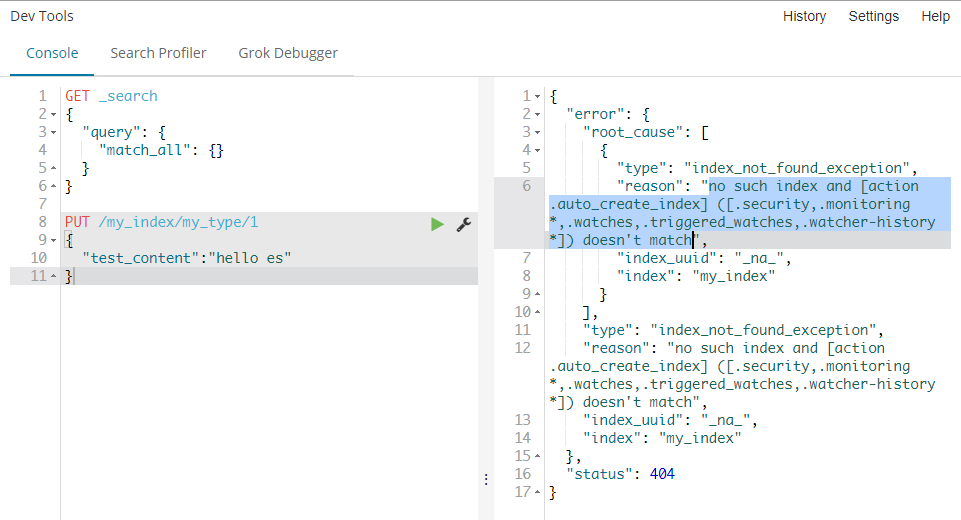 Dev Tools
History Settings Help
Console Search Profiler Grok Debugger
1 GET _search
2 {
3 "query": {
4 "match_all": {}
5 }
6 }
7
8 PUT /my_index/my_type/1
9 {
10 "test_content":"hello es"
11 }
1 {
2 "error": {
3 "root_cause": [
4 {
5 "type": "index_not_found_exception",
6 "reason": "no such index and [action
.auto_create_index] ([.security,.monitoring
*,.watches,.triggered_watches,.watcher-history
*]) doesn't match",
7 "index_uuid": "_na_",
8 "index": "my_index"
9 }
10 ],
11 "type": "index_not_found_exception",
12 "reason": "no such index and [action
.auto_create_index] ([.security,.monitoring
*,.watches,.triggered_watches,.watcher-history
*]) doesn't match",
13 "index_uuid": "_na_",
14 "index": "my_index"
15 },
16 "status": 404
17 }